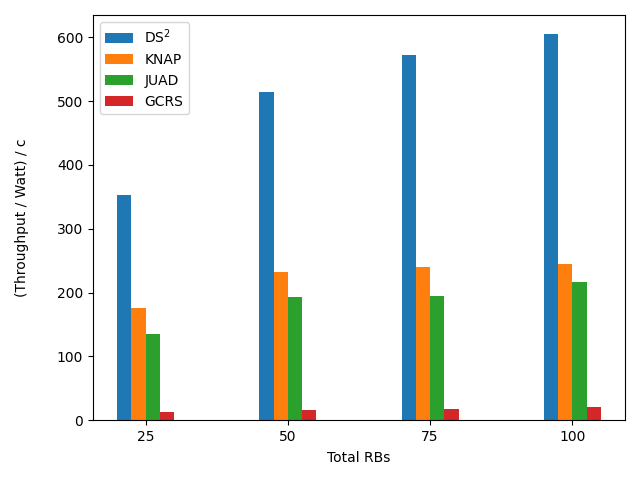 DS²
KNAP
JUAD
GCRS
(Throughput / Watt) / c
600
500
400
300
200
100
0
25 50 75 100
Total RBs